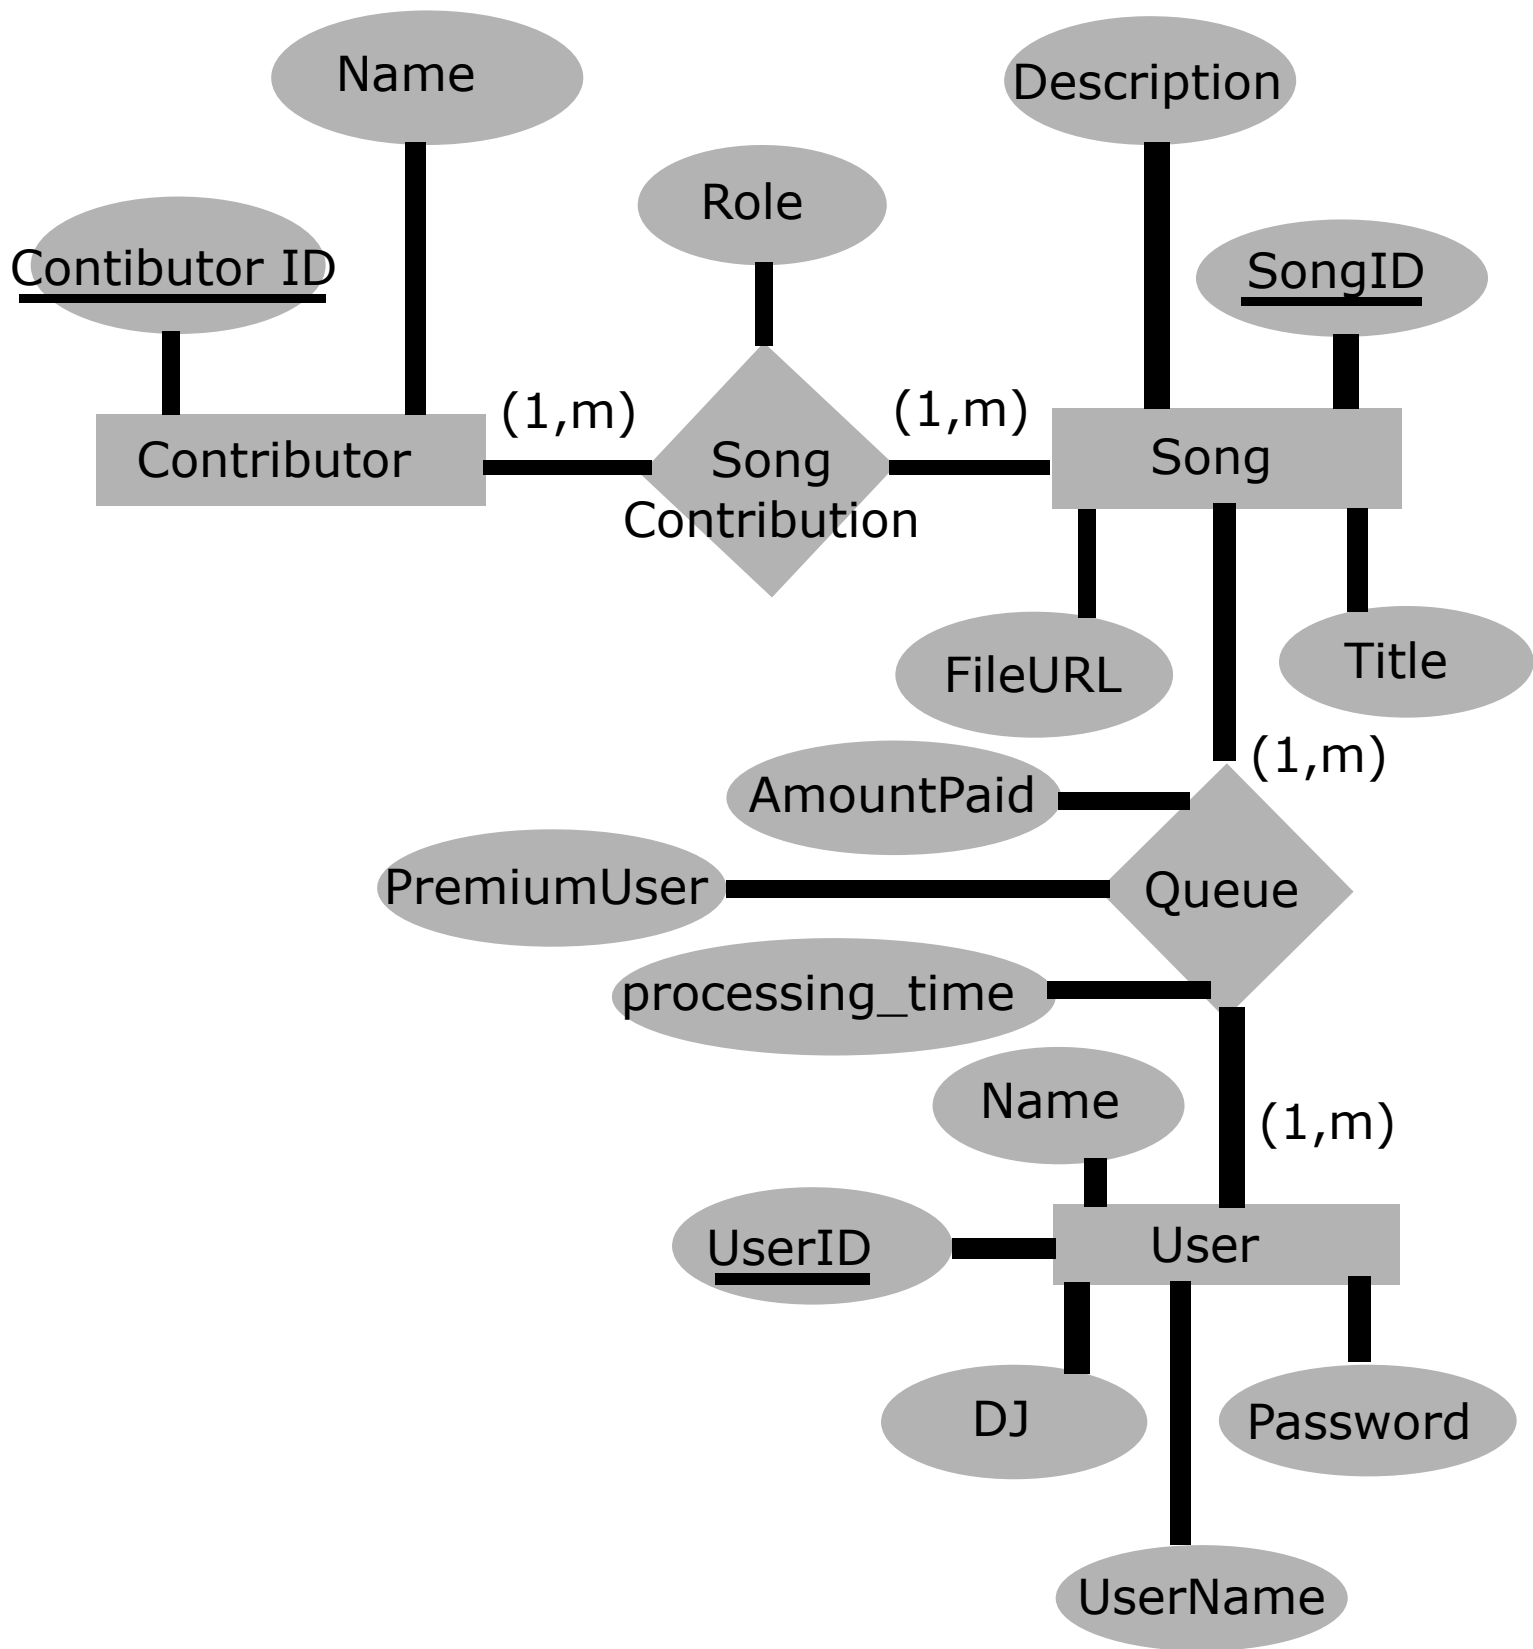 Name
Description
Role
Contibutor ID
SongID
(1,m)
(1,m)
Contributor
Song
Contribution
Song
FileURL
Title
(1,m)
AmountPaid
PremiumUser
Queue
processing_time
Name
(1,m)
UserID
User
DJ
Password
UserName